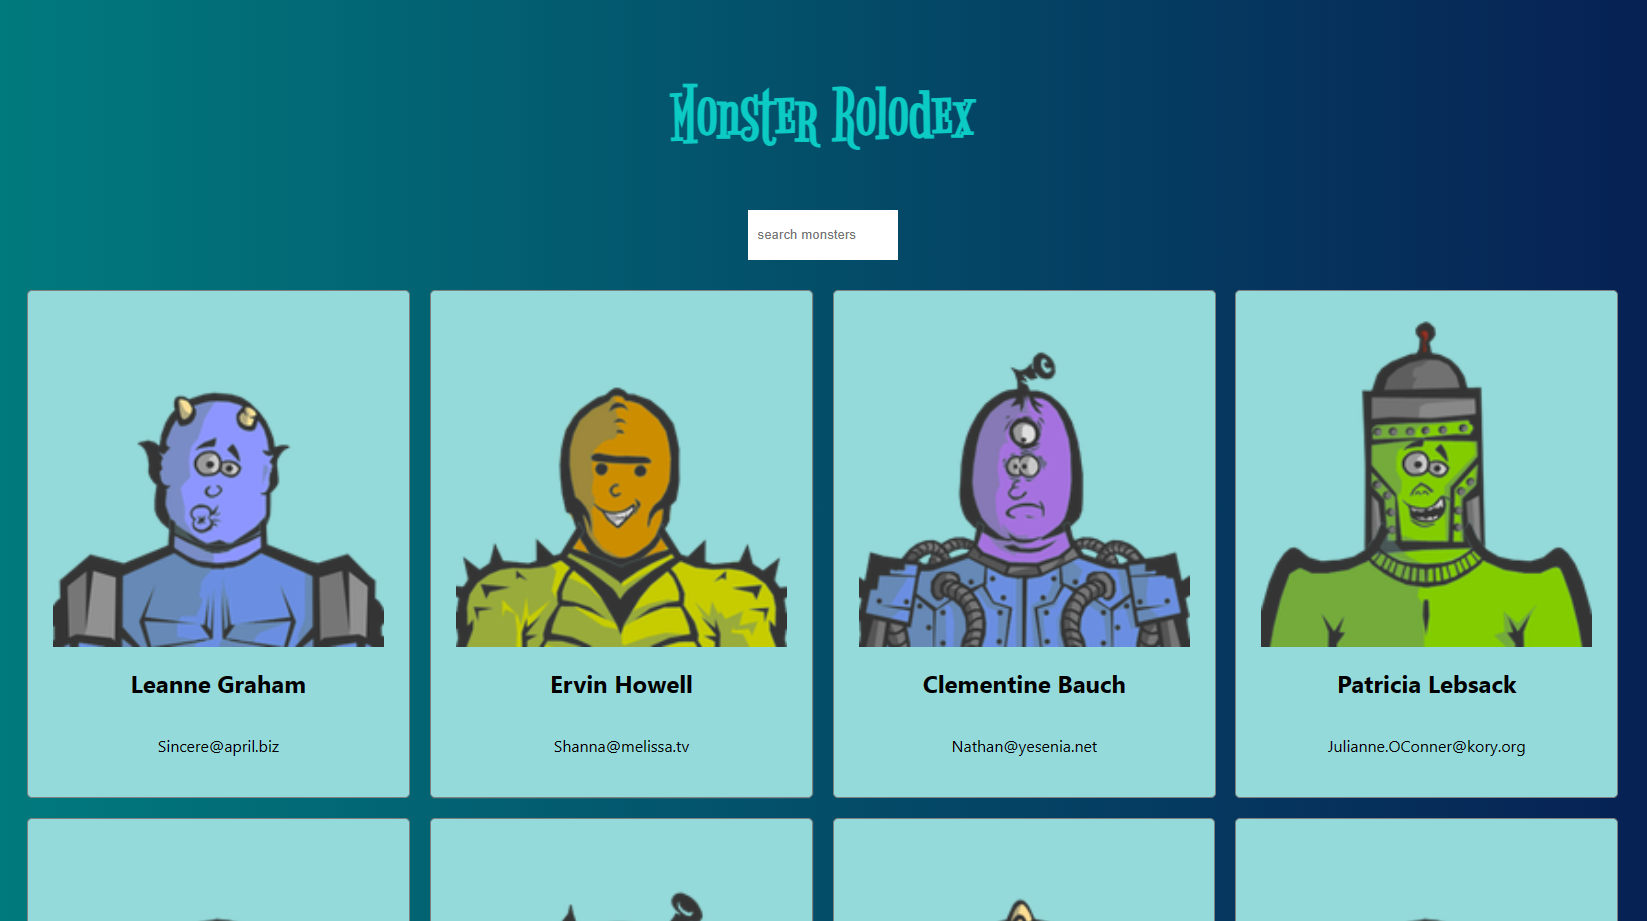 Monster Rolodex
search monsters
Leanne Graham
Ervin Howell
Clementine Bauch
Patricia Lebsack
Sincere@april.biz
Shanna@melissa.tv
Nathan@yesenia.net
Julianne.OConner@kory.org